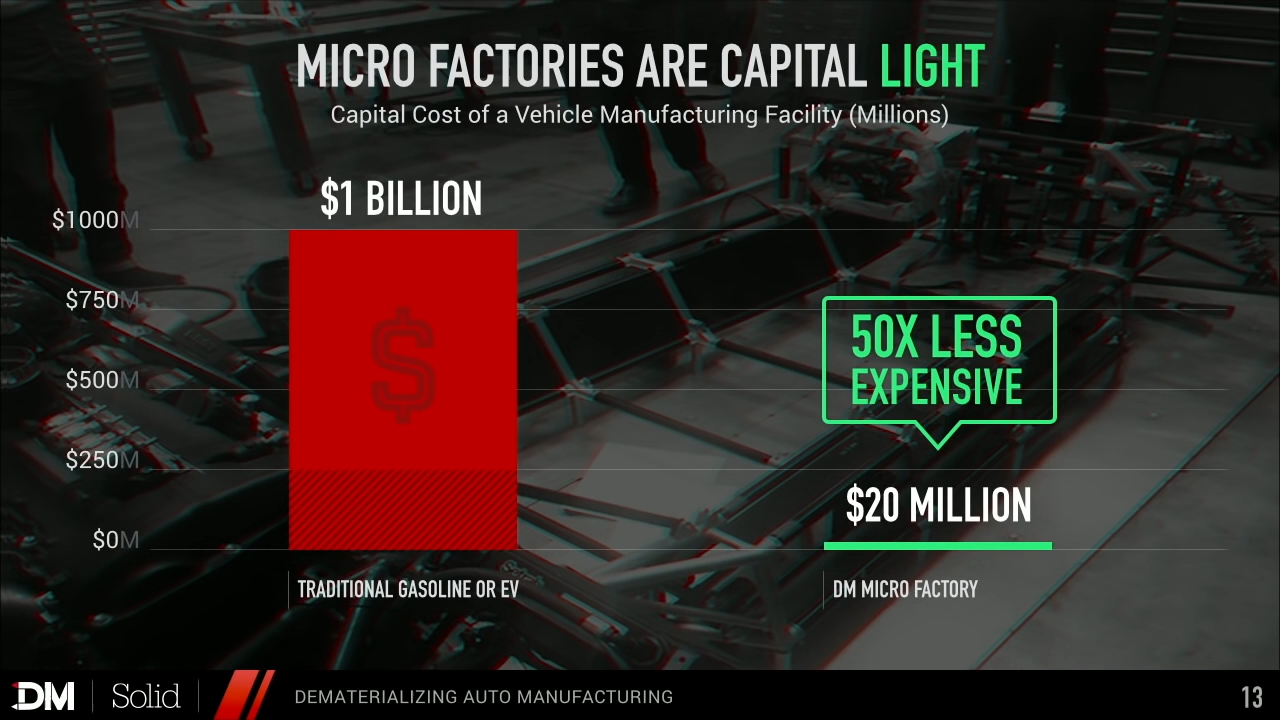 MICRO FACTORIES ARE CAPITAL LIGHT
Capital Cost of a Vehicle Manufacturing Facility (Millions)
$1 BILLION
$1000M
$750M
$500M
$250M
$0M
$
50X LESS
EXPENSIVE
$20 MILLION
TRADITIONAL GASOLINE OR EV
DM MICRO FACTORY
DM
Solid
DEMATERIALIZING AUTO MANUFACTURING
13